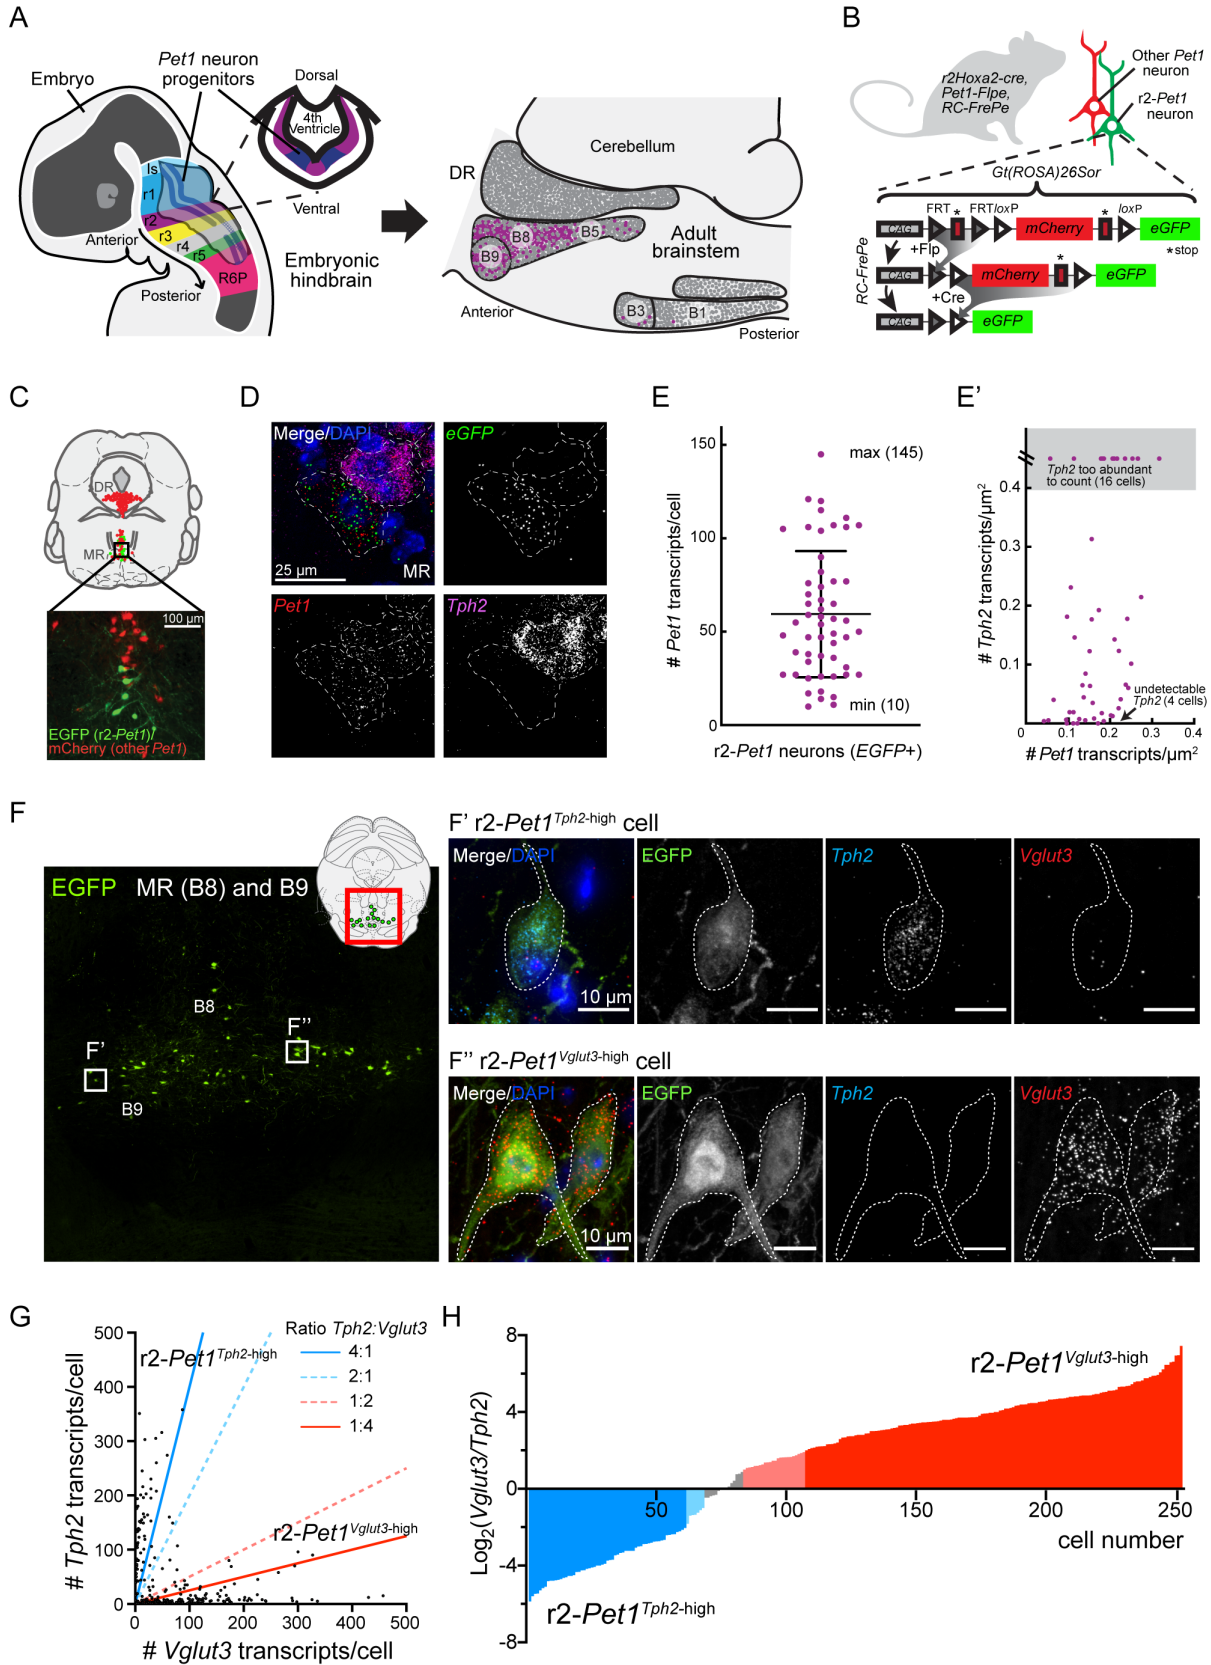 A
Embryo
Pet1 neuron
progenitors
Dorsal
4th
Ventricle
Ventral
Is
r1
r2
r3
r4
r5
R6P
Anterior
Posterior
Embryonic
hindbrain
DR
Cerebellum
B8
B5
B9
Adult
brainstem
B3
B1
Anterior
Posterior
B
r2Hoxa2-cre,
Pet1-Flpe,
RC-FrePe
Other Pet1
neuron
r2-Pet1
neuron
Gt(ROSA)26Sor
FRT * FRT loxP * loxP
CAG mCherry eGFP
+Flp
*stop
RC-FrePe
*
CAG mCherry eGFP
+Cre
CAG eGFP
C
DR
MR
100 µm
EGFP (r2-Pet1)/
mCherry (other Pet1)
D
Merge/DAPI
25 µm
MR
eGFP
Pet1
Tph2
E
# Pet1 transcripts/cell
150
100
50
0
max (145)
min (10)
r2-Pet1 neurons (EGFP+)
E’
# Tph2 transcripts/µm2
0.4
0.3
0.2
0.1
Tph2 too abundant
to count (16 cells)
undetectable
Tph2 (4 cells)
0 0.1 0.2 0.3 0.4
# Pet1 transcripts/µm2
F
EGFP MR (B8) and B9
B8
F’
F’’
B9
F’ r2-Pet1Tph2-high cell
Merge/DAPI
10 µm
EGFP
Tph2
Vglut3
F’’ r2-Pet1Vglut3-high cell
Merge/DAPI
10 µm
EGFP
Tph2
Vglut3
G
# Tph2 transcripts/cell
500
400
300
200
100
0
r2-Pet1Tph2-high
Ratio Tph2:Vglut3
4:1
2:1
1:2
1:4
r2-Pet1Vglut3-high
0 100 200 300 400 500
# Vglut3 transcripts/cell
H
Log2(Vglut3/Tph2)
8
4
0
-4
-8
r2-Pet1Vglut3-high
50 100 150 200 250
cell number
r2-Pet1Tph2-high